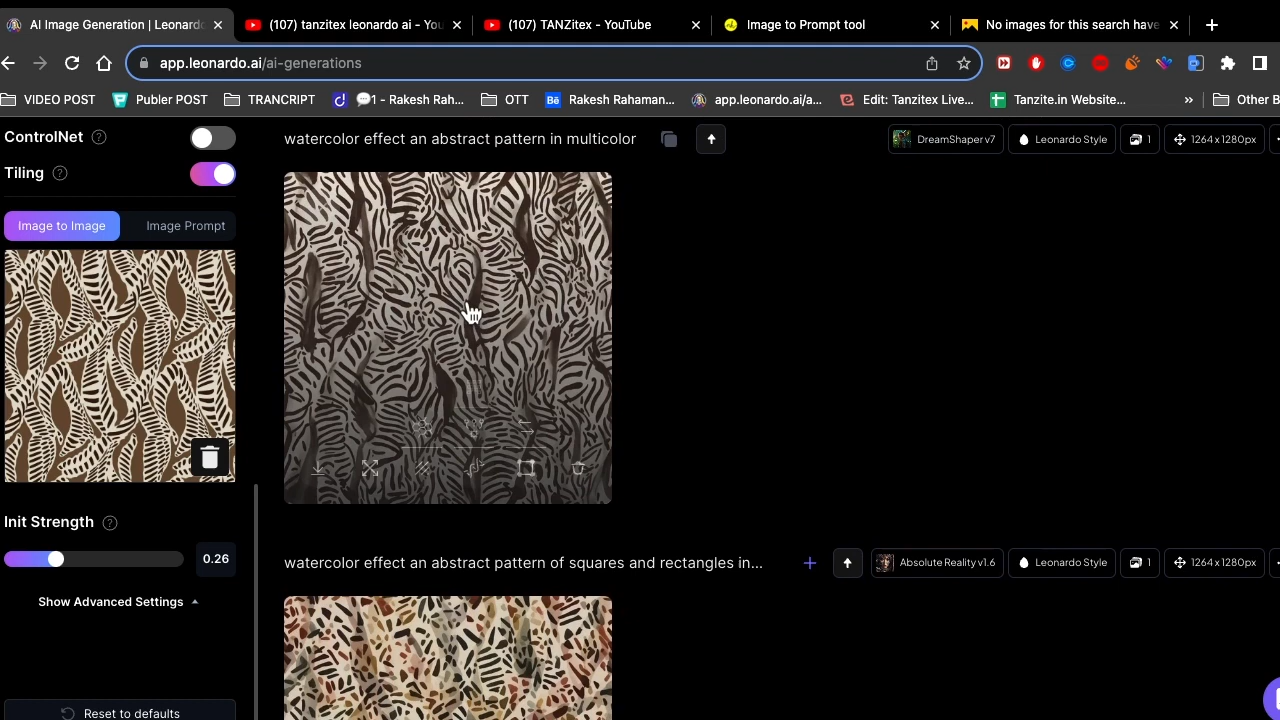 AI Image Generation | Leonardo
(107) tanzitex leonardo ai - You
(107) TANZitex - YouTube
Image to Prompt tool
No images for this search have
app.leonardo.ai/ai-generations
VIDEO POST
Publer POST
TRANCRIPT
1 - Rakesh Rah...
OTT
Bē Rakesh Rahaman...
app.leonardo.ai/a...
Edit: Tanzitex Live...
Tanzite.in Website...
»
Other B
ControlNet ?
watercolor effect an abstract pattern in multicolor
DreamShaper v7
Leonardo Style
1
1264 x 1280px
Tiling ?
Image to Image
Image Prompt
Init Strength ?
0.26
watercolor effect an abstract pattern of squares and rectangles in...
Absolute Reality v1.6
Leonardo Style
1
1264 x 1280px
Show Advanced Settings
Reset to defaults